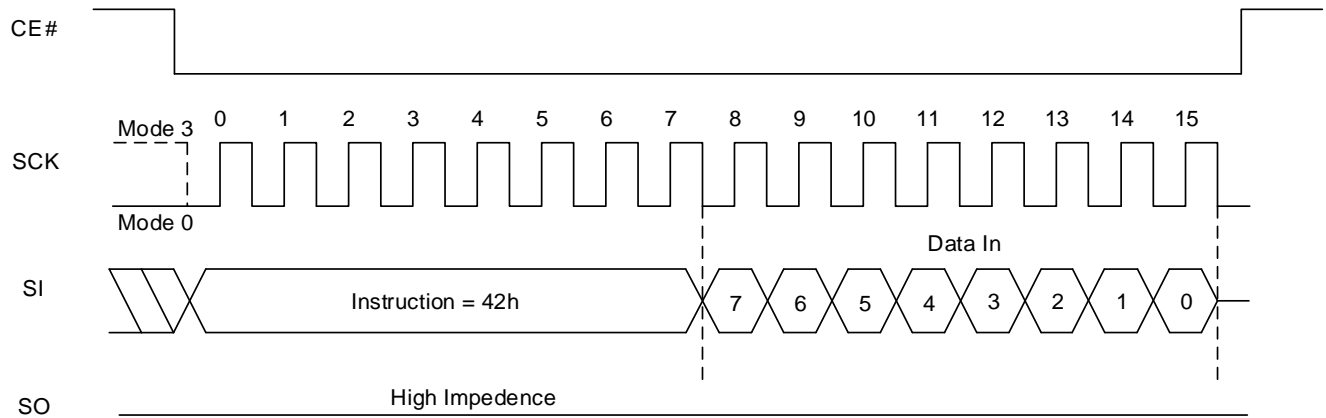 CE#
Mode 3
0 1 2 3 4 5 6 7 8 9 10 11 12 13 14 15
SCK
Mode 0
Data In
SI
Instruction = 42h
7 6 5 4 3 2 1 0
High Impedence
SO